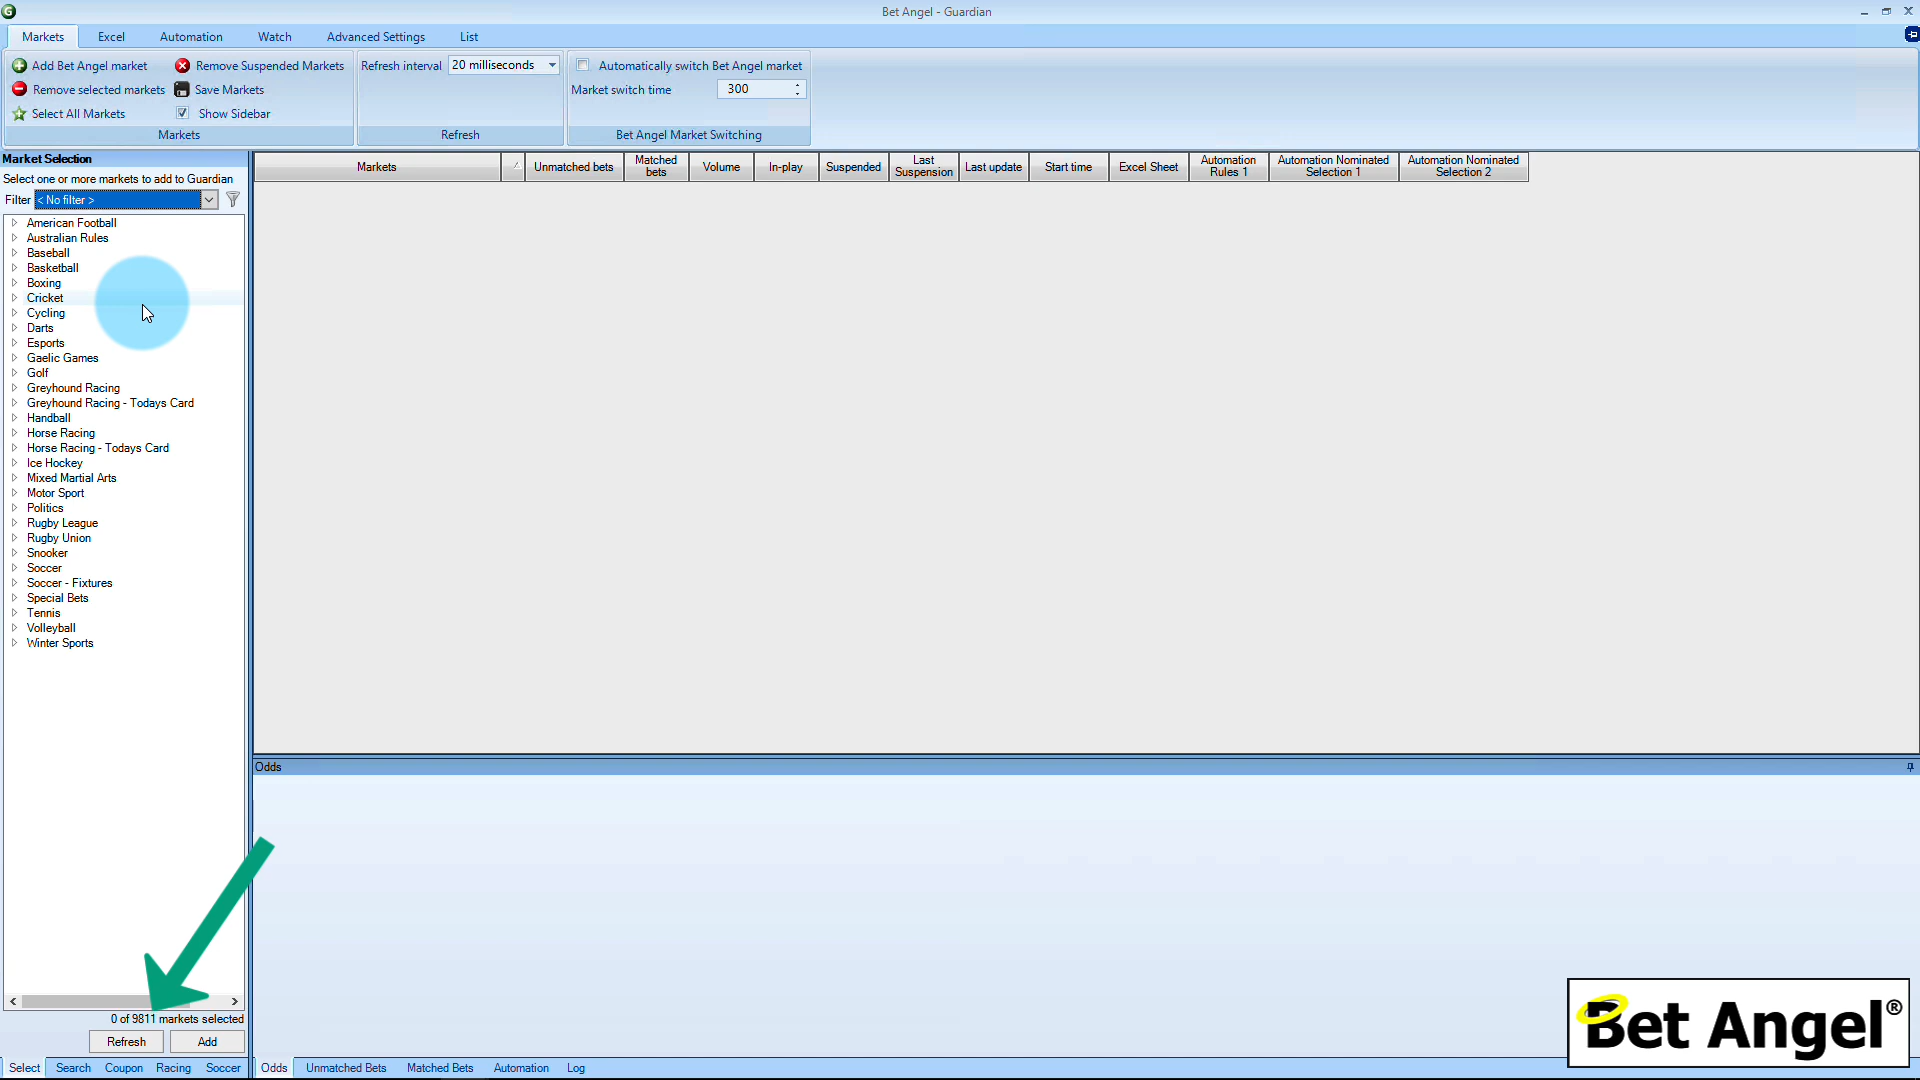 G
Bet Angel - Guardian
Markets Excel Automation Watch Advanced Settings List
Add Bet Angel market Remove Suspended Markets Refresh interval 20 milliseconds Automatically switch Bet Angel market
Remove selected markets Save Markets Market switch time 300
Select All Markets Show Sidebar
Markets Refresh Bet Angel Market Switching
Market Selection
Select one or more markets to add to Guardian
Filter < No filter >
American Football
Australian Rules
Baseball
Basketball
Boxing
Cricket
Cycling
Darts
Esports
Gaelic Games
Golf
Greyhound Racing
Greyhound Racing - Todays Card
Handball
Horse Racing
Horse Racing - Todays Card
Ice Hockey
Mixed Martial Arts
Motor Sport
Politics
Rugby League
Rugby Union
Snooker
Soccer
Soccer - Fixtures
Special Bets
Tennis
Volleyball
Winter Sports
0 of 9811 markets selected
Refresh Add
Select Search Coupon Racing Soccer
Markets Unmatched bets Matched bets Volume In-play Suspended Last Suspension Last update Start time Excel Sheet Automation Rules 1 Automation Nominated Selection 1 Automation Nominated Selection 2
Odds
Odds Unmatched Bets Matched Bets Automation Log
Bet Angel®